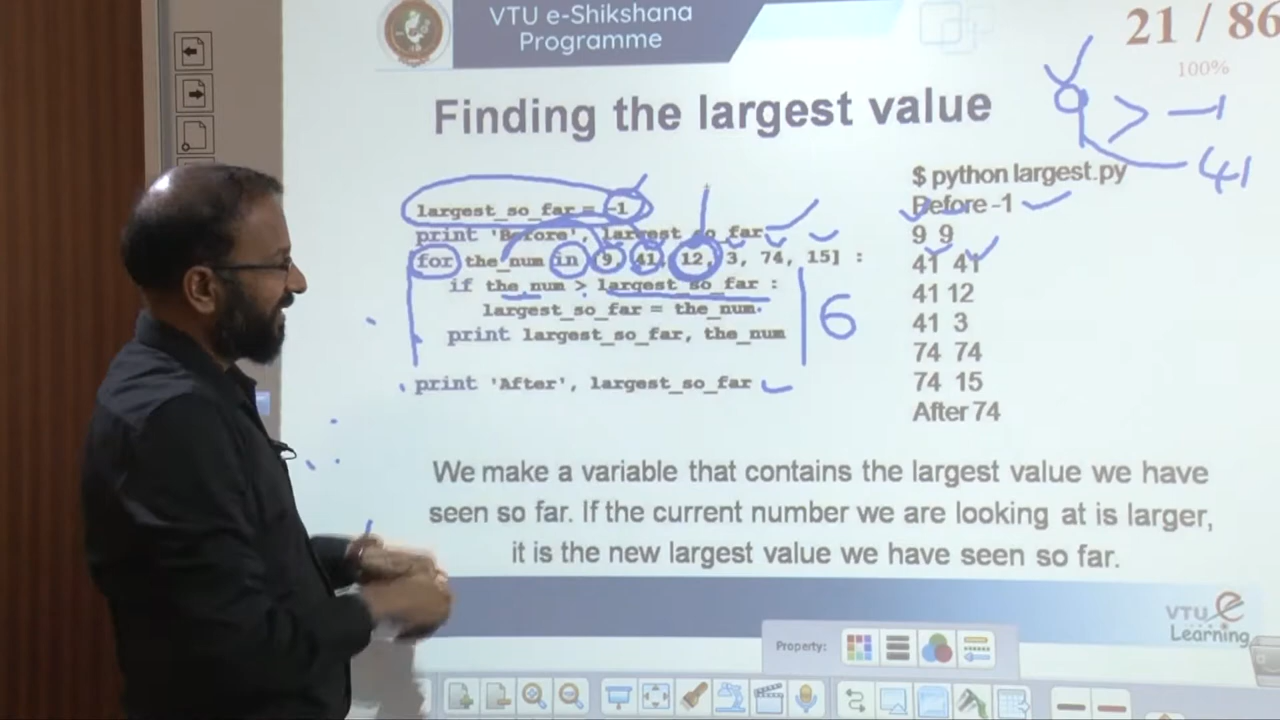 VTU e-Shikshana
Programme
21 / 86
100%
Finding the largest value
> -1
41
largest_so_far = -1
print 'Before', largest_so_far
for the_num in [9, 41, 12, 3, 74, 15] :
if the_num > largest_so_far :
largest_so_far = the_num
print largest_so_far, the_num
print 'After', largest_so_far
6
$ python largest.py
Before -1
9 9
41 41
41 12
41 3
74 74
74 15
After 74
We make a variable that contains the largest value we have
seen so far. If the current number we are looking at is larger,
it is the new largest value we have seen so far.
VTU e
Learning
Property: